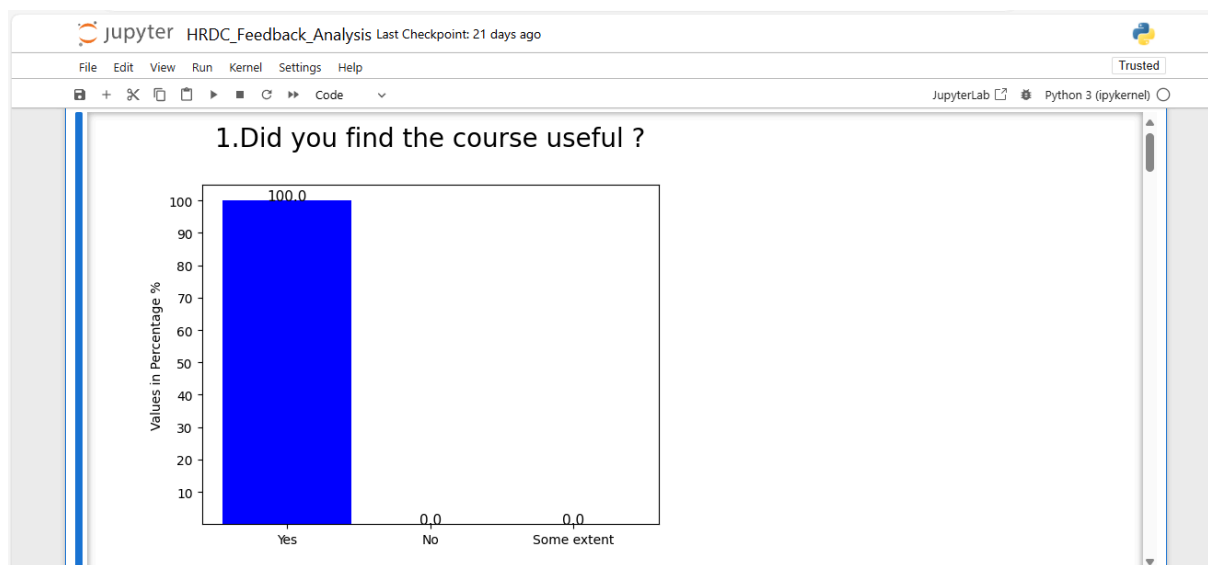 jupyter HRDC_Feedback_Analysis Last Checkpoint: 21 days ago
File Edit View Run Kernel Settings Help Trusted
Code JupyterLab Python 3 (ipykernel)
1.Did you find the course useful ?
100.0
100
90
80
70
60
50
40
30
20
10
Values in Percentage %
0.0 0.0
Yes No Some extent